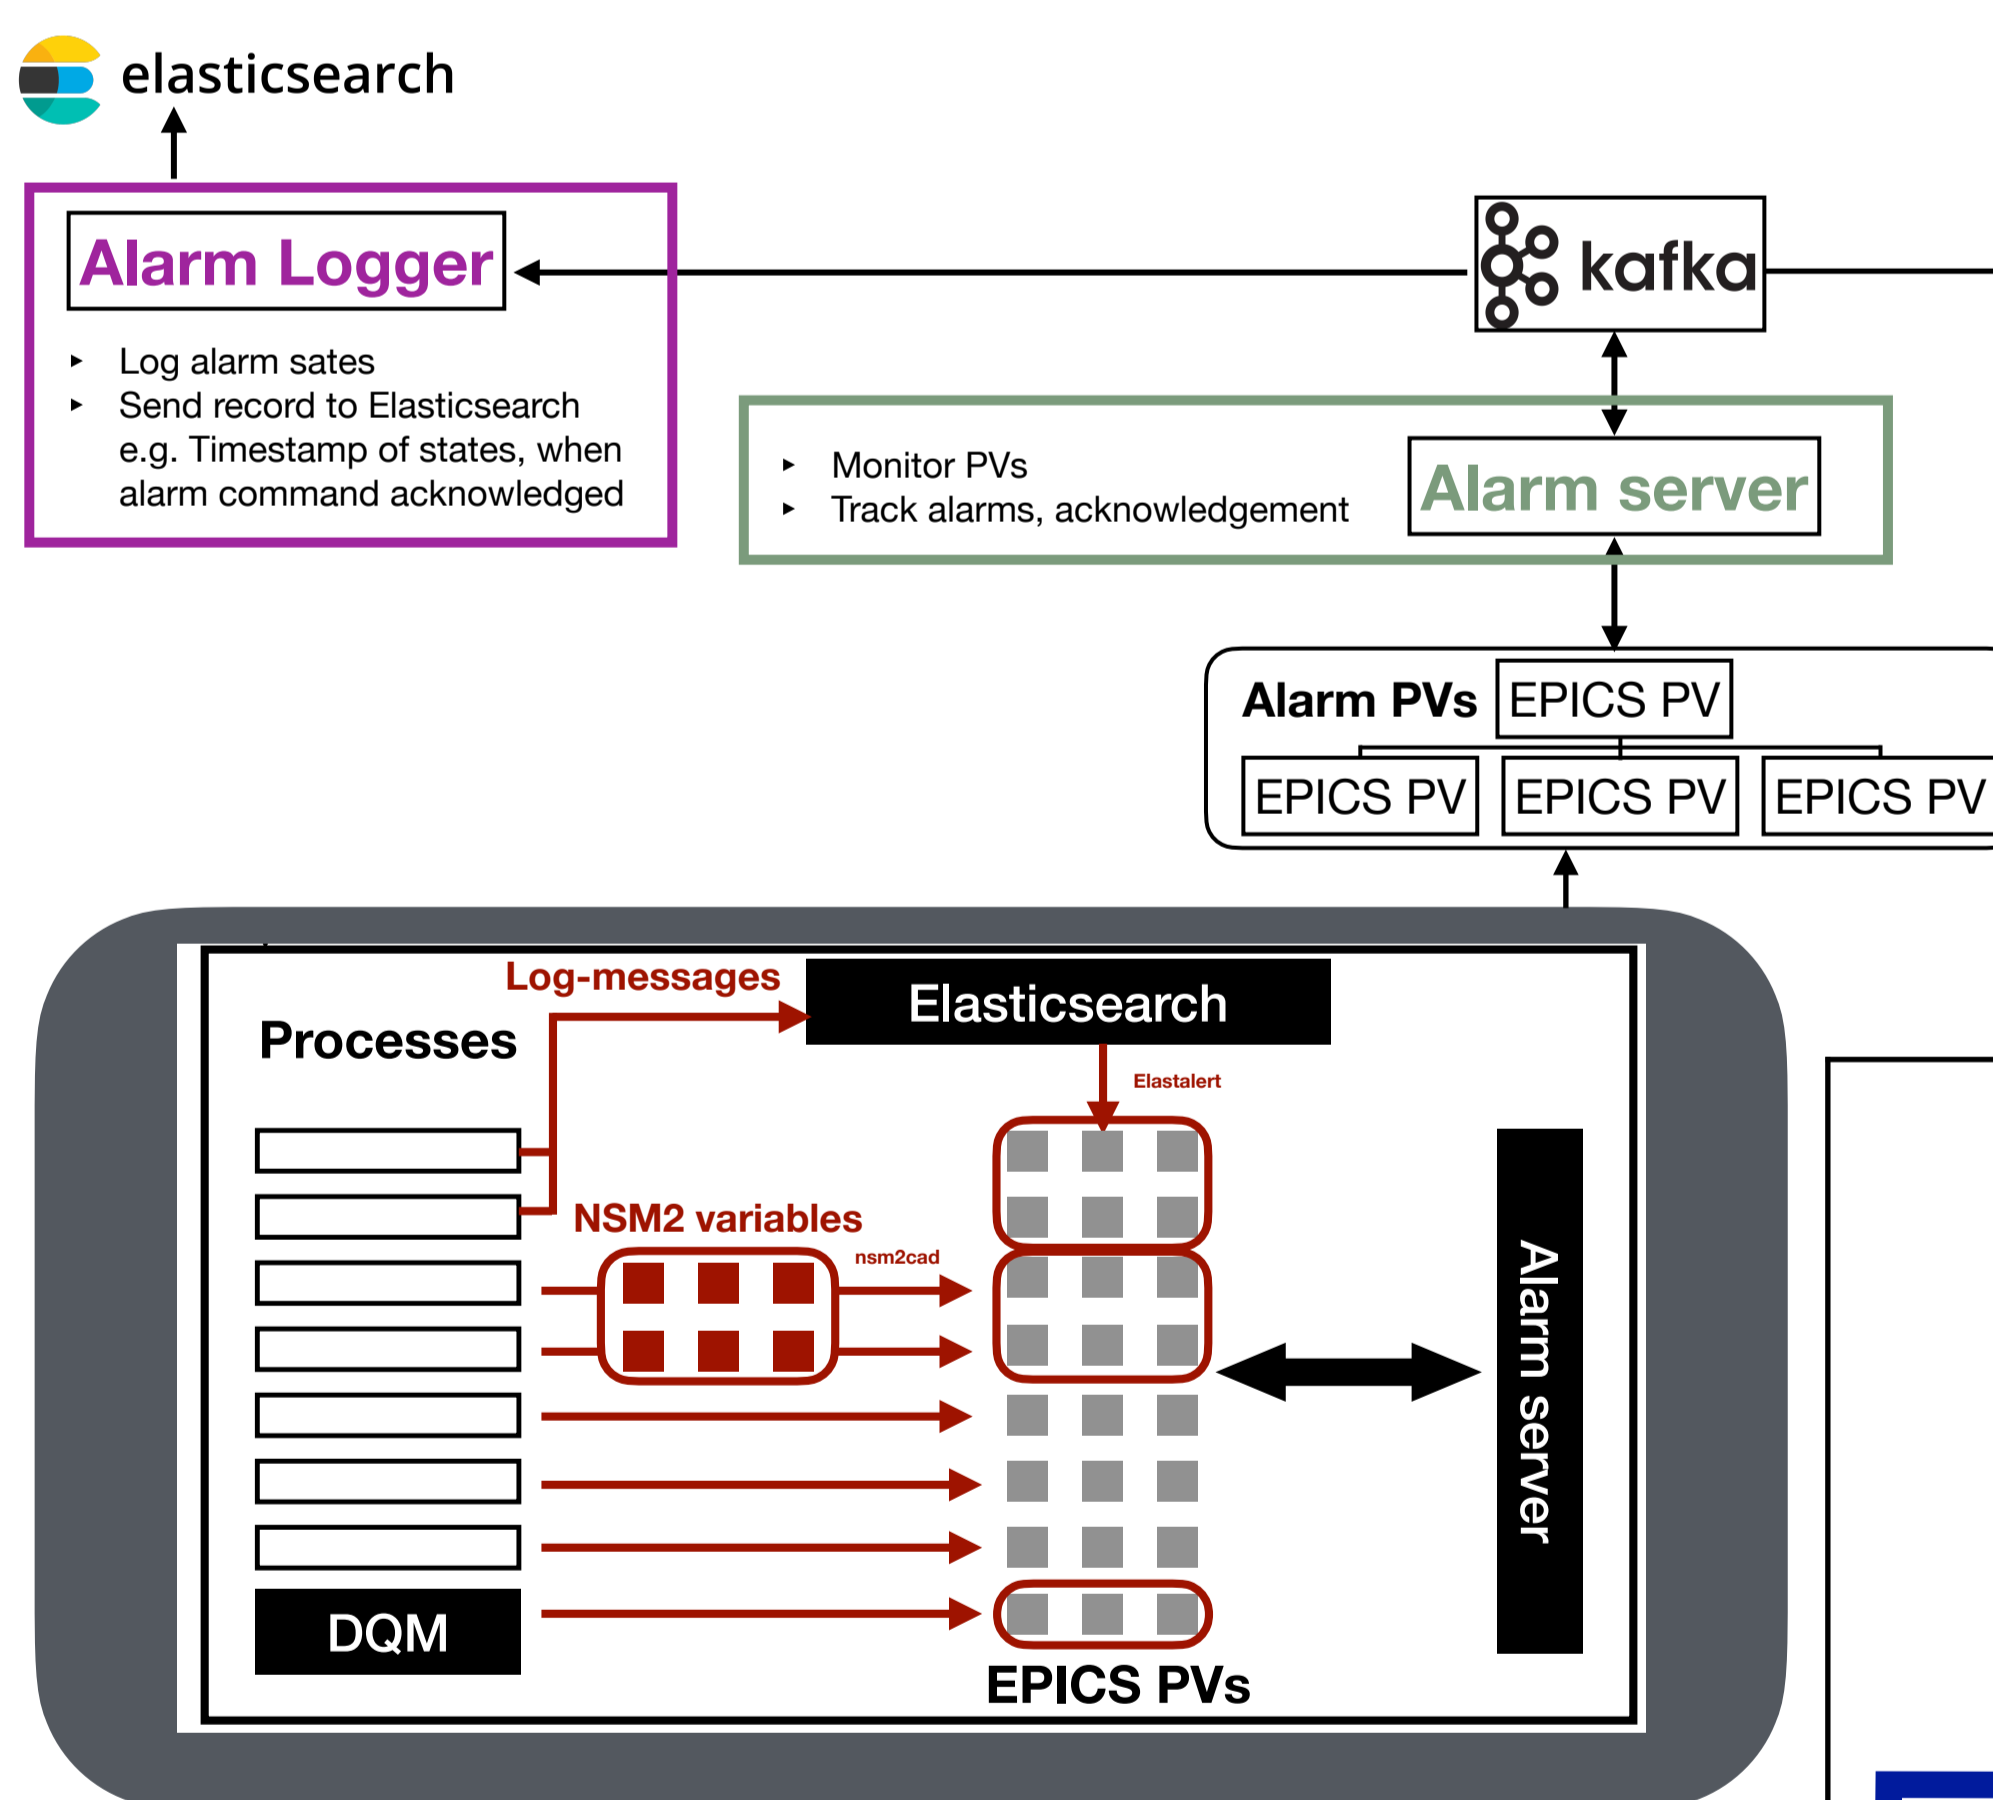 elasticsearch
Alarm Logger
▸ Log alarm sates
▸ Send record to Elasticsearch
e.g. Timestamp of states, when
alarm command acknowledged
kafka
▸ Monitor PVs
▸ Track alarms, acknowledgement
Alarm server
Alarm PVs
EPICS PV
EPICS PV
EPICS PV
EPICS PV
Log-messages
Elasticsearch
Processes
Elastalert
NSM2 variables
nsm2cad
Alarm server
DQM
EPICS PVs